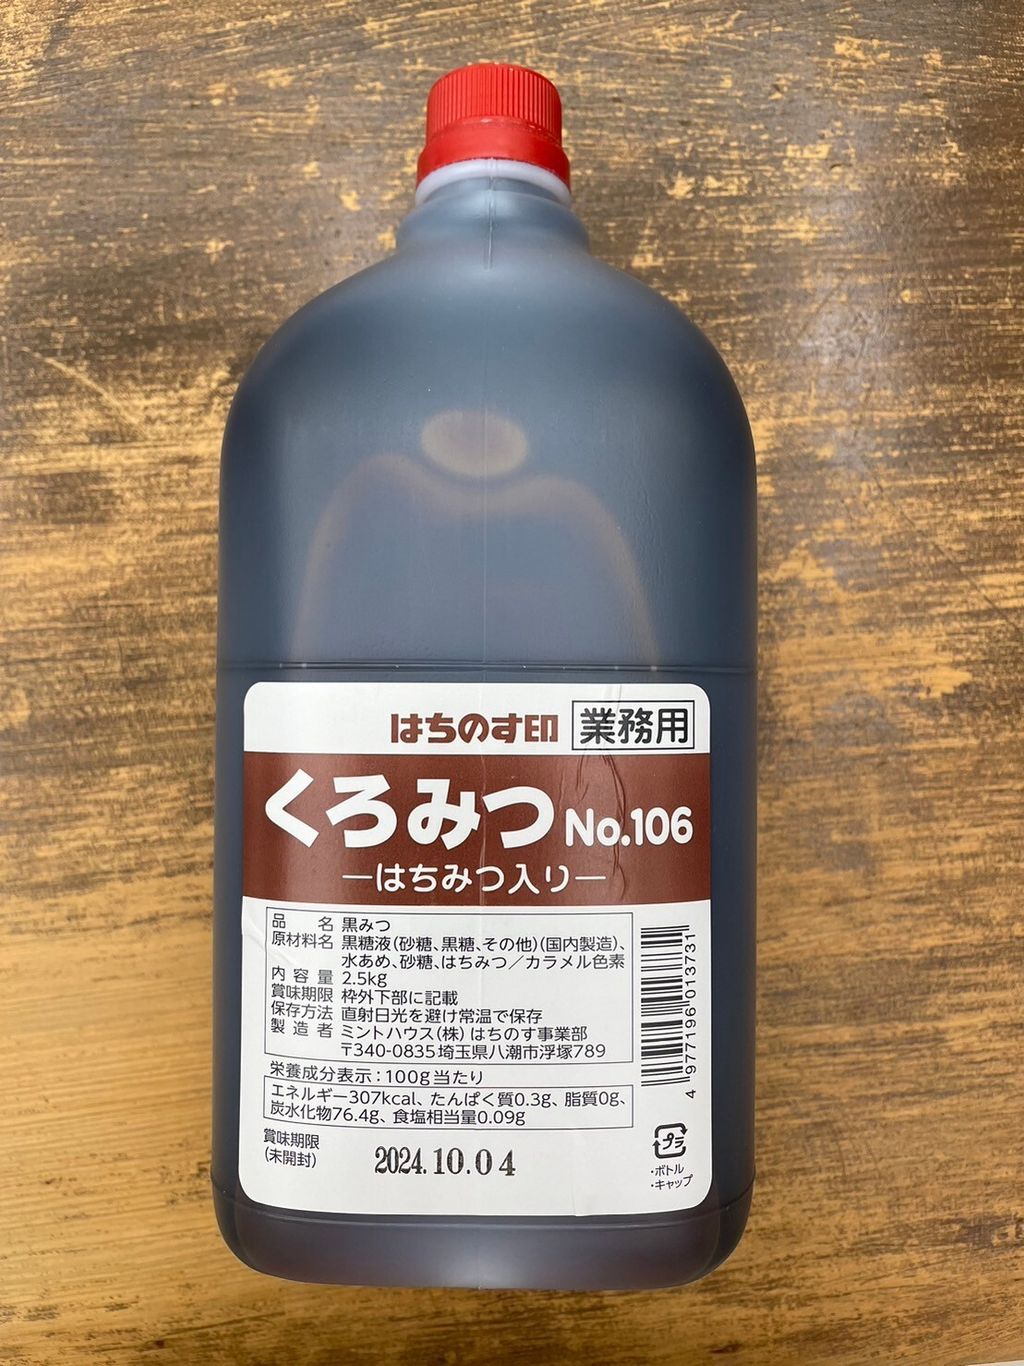 はちのす印 業務用
くろみつ No.106
―はちみつ入り―
品名 黒みつ
原材料名 黒糖液(砂糖、黒糖、その他)(国内製造)、
水あめ、砂糖、はちみつ／カラメル色素
内容量 2.5kg
賞味期限 枠外下部に記載
保存方法 直射日光を避け常温で保存
製造者 ミントハウス(株) はちのす事業部
〒340-0835 埼玉県八潮市浮塚789
栄養成分表示：100g当たり
エネルギー307kcal、たんぱく質0.3g、脂質0g、
炭水化物76.4g、食塩相当量0.09g
賞味期限
(未開封)
2024.10.04
4 977196 013731
プラ
・ボトル
・キャップ